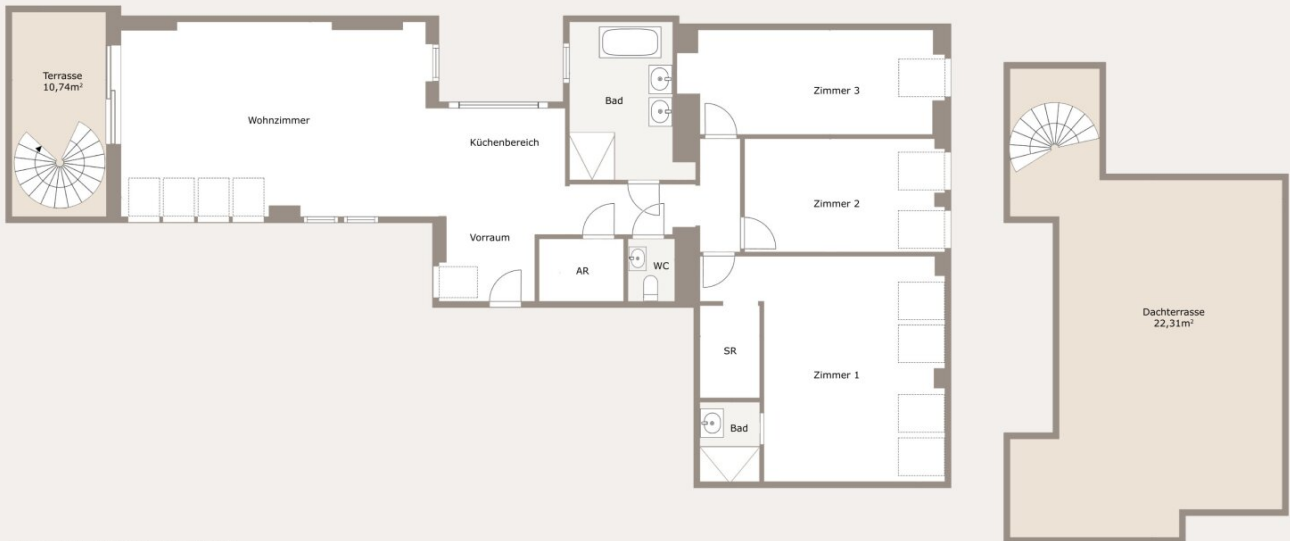 Terrasse
10,74m²
Wohnzimmer
Küchenbereich
Bad
Zimmer 3
Zimmer 2
Vorraum
AR
WC
SR
Zimmer 1
Bad
Dachterrasse
22,31m²